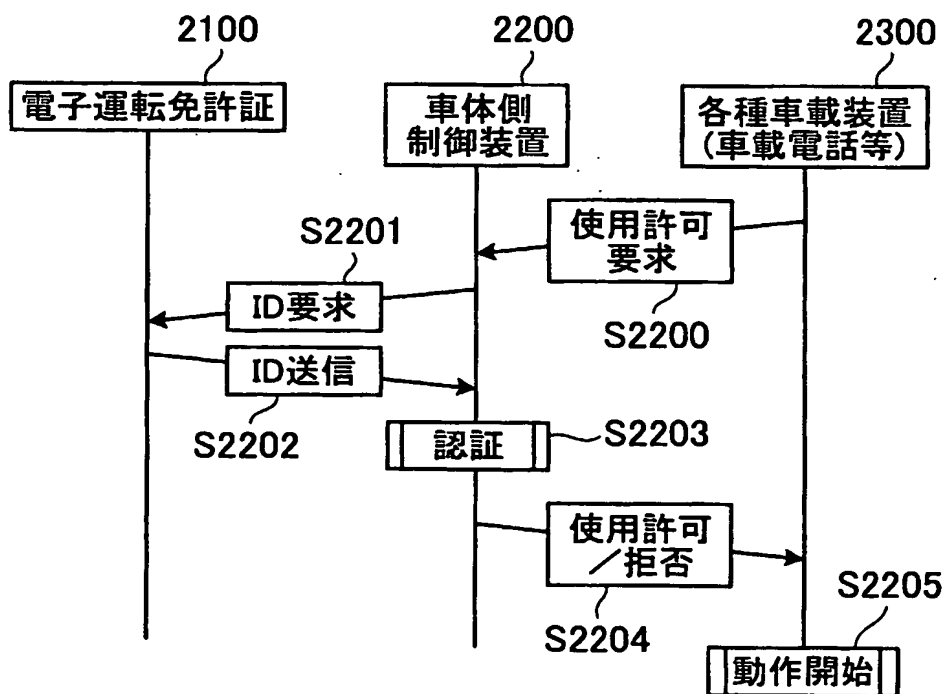 2100
2200
2300
電子運転免許証
車体側
制御装置
各種車載装置
(車載電話等)
使用許可
要求
S2200
S2201
ID要求
ID送信
S2202
認証
S2203
使用許可
／拒否
S2204
S2205
動作開始